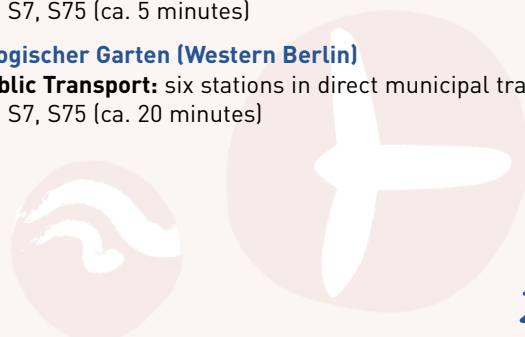 S7, S75 (ca. 5 minutes)
ogischer Garten (Western Berlin)
blic Transport: six stations in direct municipal tra
S7, S75 (ca. 20 minutes)